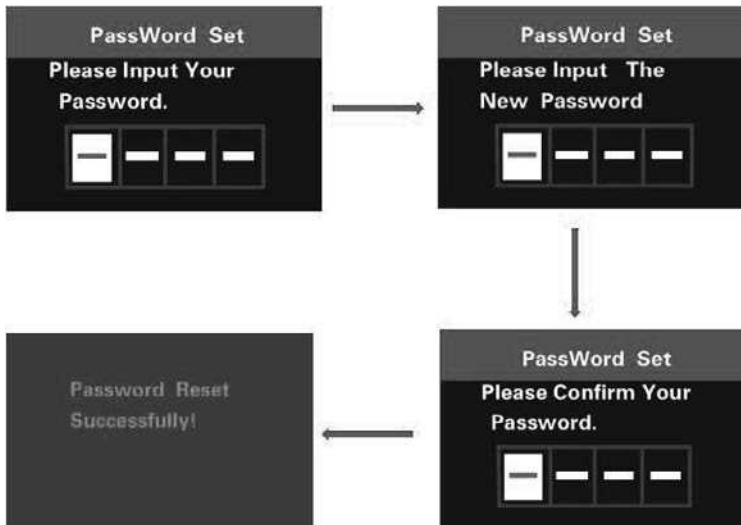 PassWord Set
Please Input Your
Password.
PassWord Set
Please Input The
New Password
PassWord Set
Please Confirm Your
Password.
Password Reset
Successfully!